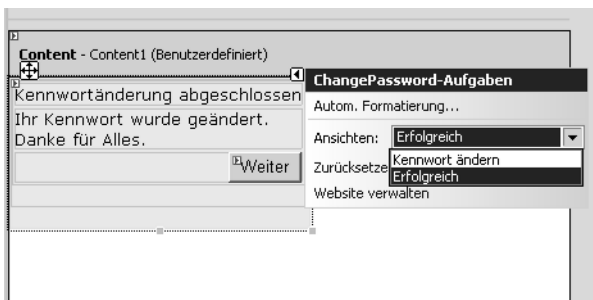 Content - Content1 (Benutzerdefiniert)
Kennwortänderung abgeschlossen
Ihr Kennwort wurde geändert.
Danke für Alles.
Weiter
ChangePassword-Aufgaben
Autom. Formatierung...
Ansichten: Erfolgreich
Kennwort ändern
Erfolgreich
Zurücksetze
Website verwalten